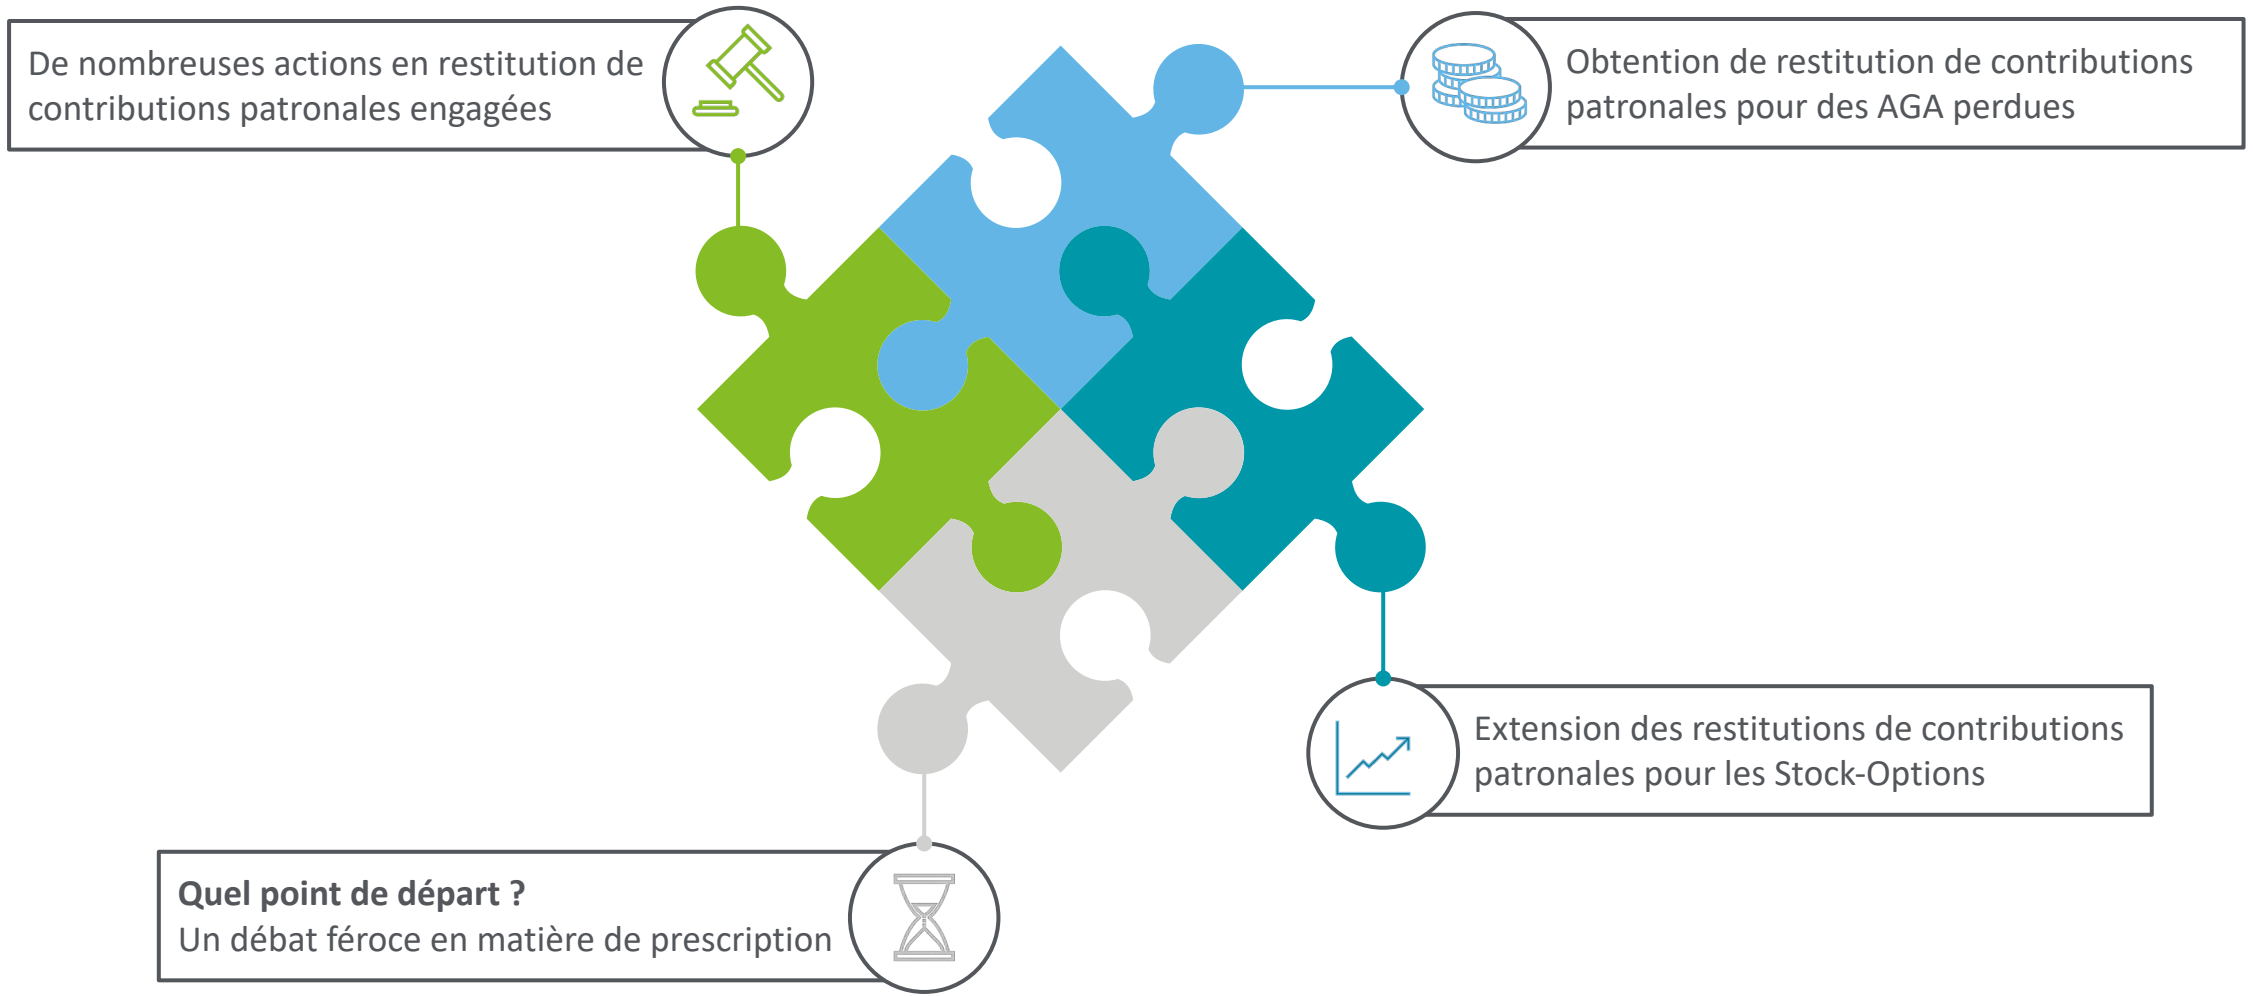 De nombreuses actions en restitution de
contributions patronales engagées
Obtention de restitution de contributions
patronales pour des AGA perdues
Extension des restitutions de contributions
patronales pour les Stock-Options
Quel point de départ ?
Un débat féroce en matière de prescription